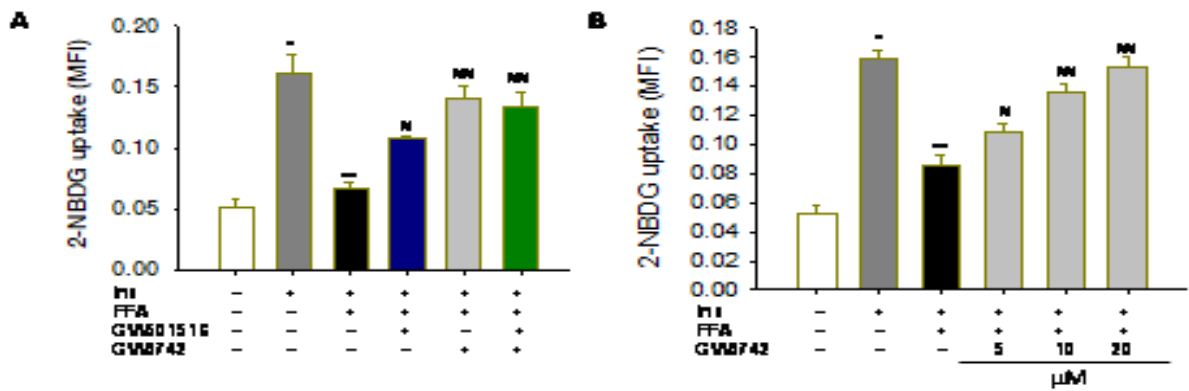 A
2-NBDG uptake (MFI)
0.20
0.15
0.10
0.05
0.00
Ins - + + + + +
FFA - - + + + +
GW501516 - - - + - +
GW0742 - - - - + +
B
2-NBDG uptake (MFI)
0.18
0.16
0.14
0.12
0.10
0.08
0.06
0.04
0.02
0.00
Ins - + + + + +
FFA - - + + + +
GW0742 - - - 5 10 20
μM